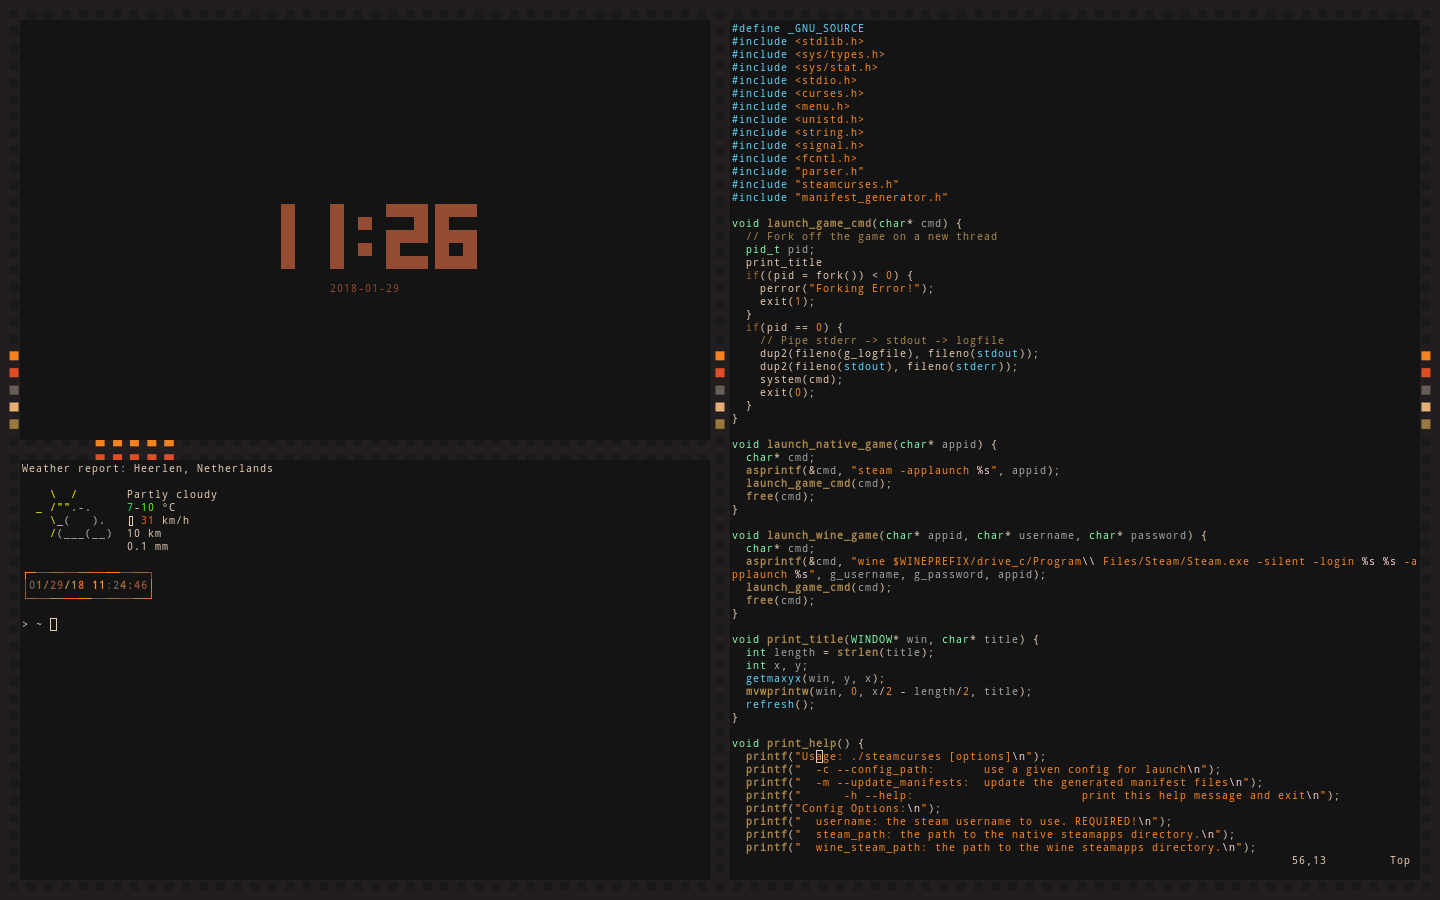 11:26
2018-01-29
Weather report: Heerlen, Netherlands
Partly cloudy
7-10 °C
31 km/h
10 km
0.1 mm
01/29/18 11:24:46
> ~
#define _GNU_SOURCE
#include <stdlib.h>
#include <sys/types.h>
#include <sys/stat.h>
#include <stdio.h>
#include <curses.h>
#include <menu.h>
#include <unistd.h>
#include <string.h>
#include <signal.h>
#include <fcntl.h>
#include "parser.h"
#include "steamcurses.h"
#include "manifest_generator.h"
void launch_game_cmd(char* cmd) {
  // Fork off the game on a new thread
  pid_t pid;
  print_title
  if((pid = fork()) < 0) {
    perror("Forking Error!");
    exit(1);
  }
  if(pid == 0) {
    // Pipe stderr -> stdout -> logfile
    dup2(fileno(g_logfile), fileno(stdout));
    dup2(fileno(stdout), fileno(stderr));
    system(cmd);
    exit(0);
  }
}
void launch_native_game(char* appid) {
  char* cmd;
  asprintf(&cmd, "steam -applaunch %s", appid);
  launch_game_cmd(cmd);
  free(cmd);
}
void launch_wine_game(char* appid, char* username, char* password) {
  char* cmd;
  asprintf(&cmd, "wine $WINEPREFIX/drive_c/Program\\ Files/Steam/Steam.exe -silent -login %s %s -a
pplaunch %s", g_username, g_password, appid);
  launch_game_cmd(cmd);
  free(cmd);
}
void print_title(WINDOW* win, char* title) {
  int length = strlen(title);
  int x, y;
  getmaxyx(win, y, x);
  mvwprintw(win, 0, x/2 - length/2, title);
  refresh();
}
void print_help() {
  printf("Usage: ./steamcurses [options]\n");
  printf("  -c --config_path:       use a given config for launch\n");
  printf("  -m --update_manifests:  update the generated manifest files\n");
  printf("      -h --help:                        print this help message and exit\n");
  printf("Config Options:\n");
  printf("  username: the steam username to use. REQUIRED!\n");
  printf("  steam_path: the path to the native steamapps directory.\n");
  printf("  wine_steam_path: the path to the wine steamapps directory.\n");
56,13 Top